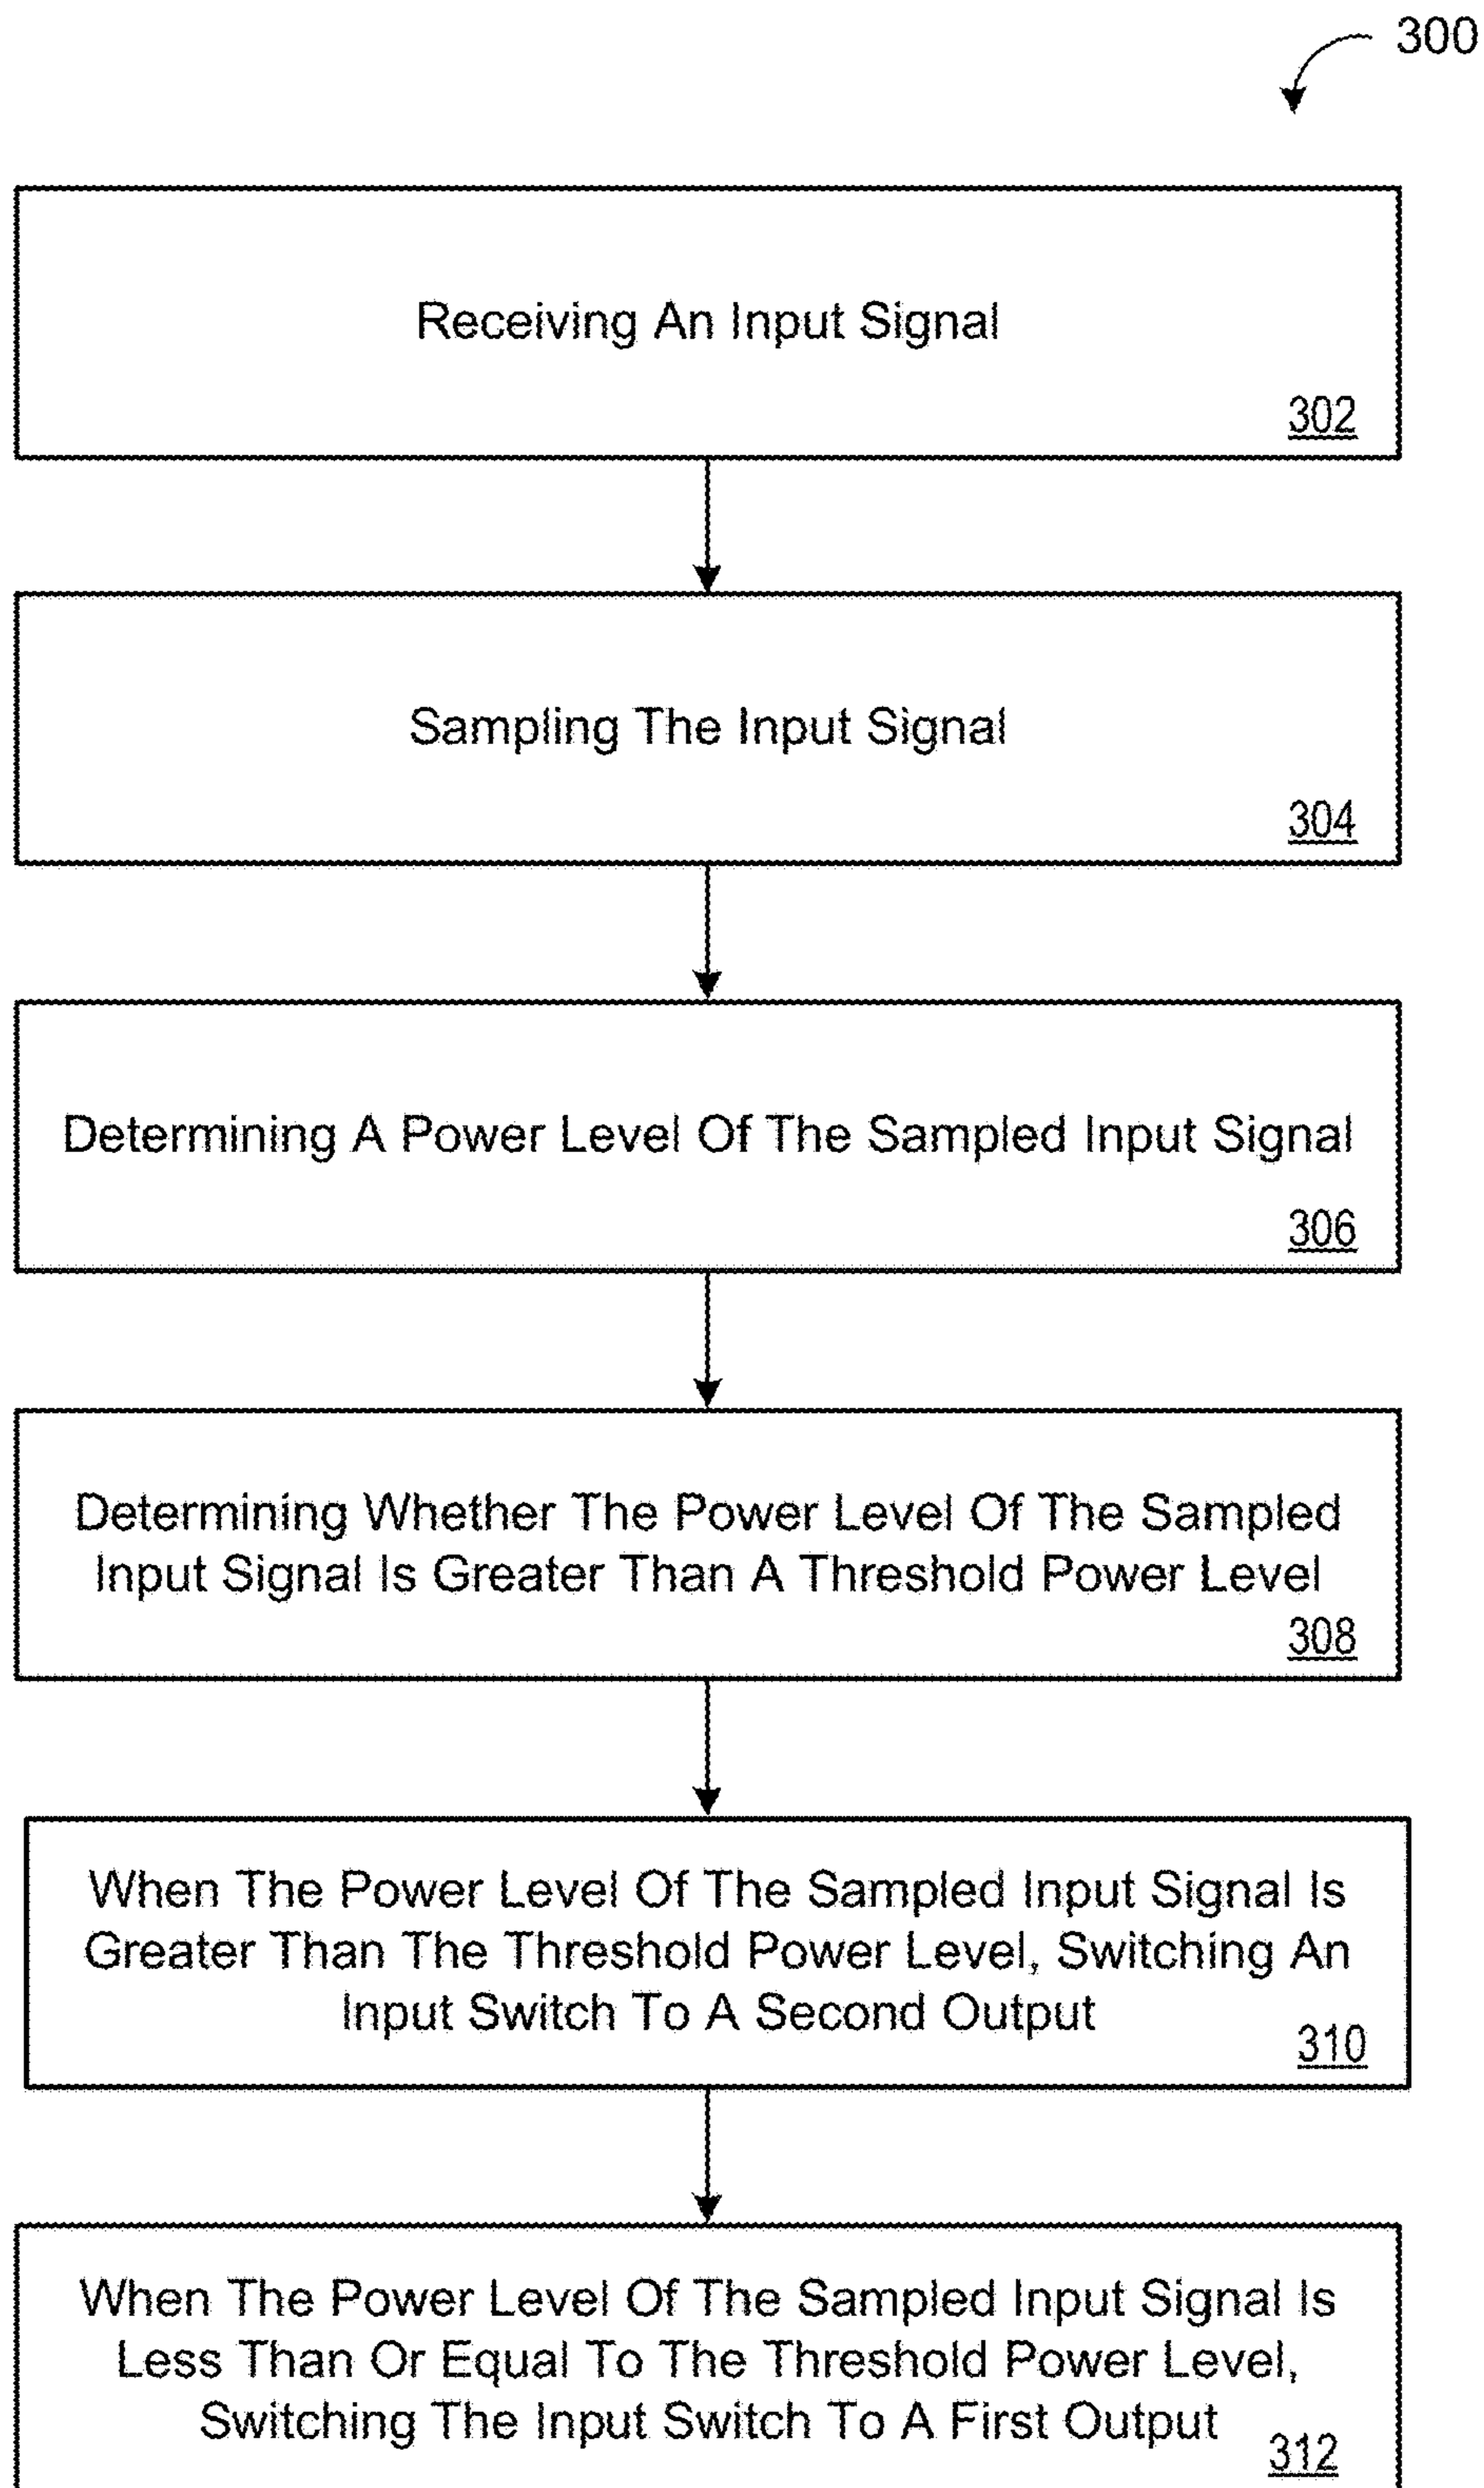 300
Receiving An Input Signal
302
Sampling The Input Signal
304
Determining A Power Level Of The Sampled Input Signal
306
Determining Whether The Power Level Of The Sampled
Input Signal Is Greater Than A Threshold Power Level
308
When The Power Level Of The Sampled Input Signal Is
Greater Than The Threshold Power Level, Switching An
Input Switch To A Second Output
310
When The Power Level Of The Sampled Input Signal Is
Less Than Or Equal To The Threshold Power Level,
Switching The Input Switch To A First Output
312